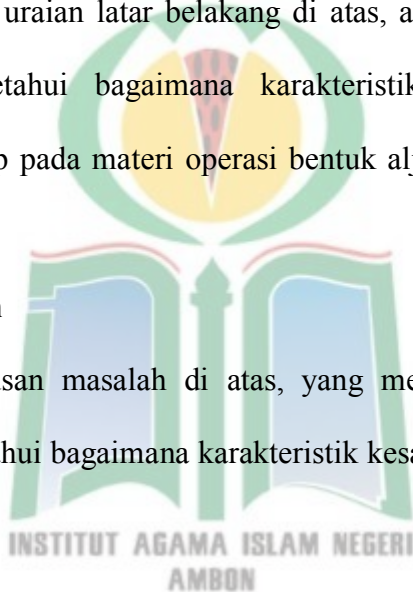 uraian latar belakang di atas, a
etahui bagaimana karakteristik
pada materi operasi bentuk alj
san masalah di atas, yang me
hui bagaimana karakteristik kesa
INSTITUT AGAMA ISLAM NEGERI
AMBON